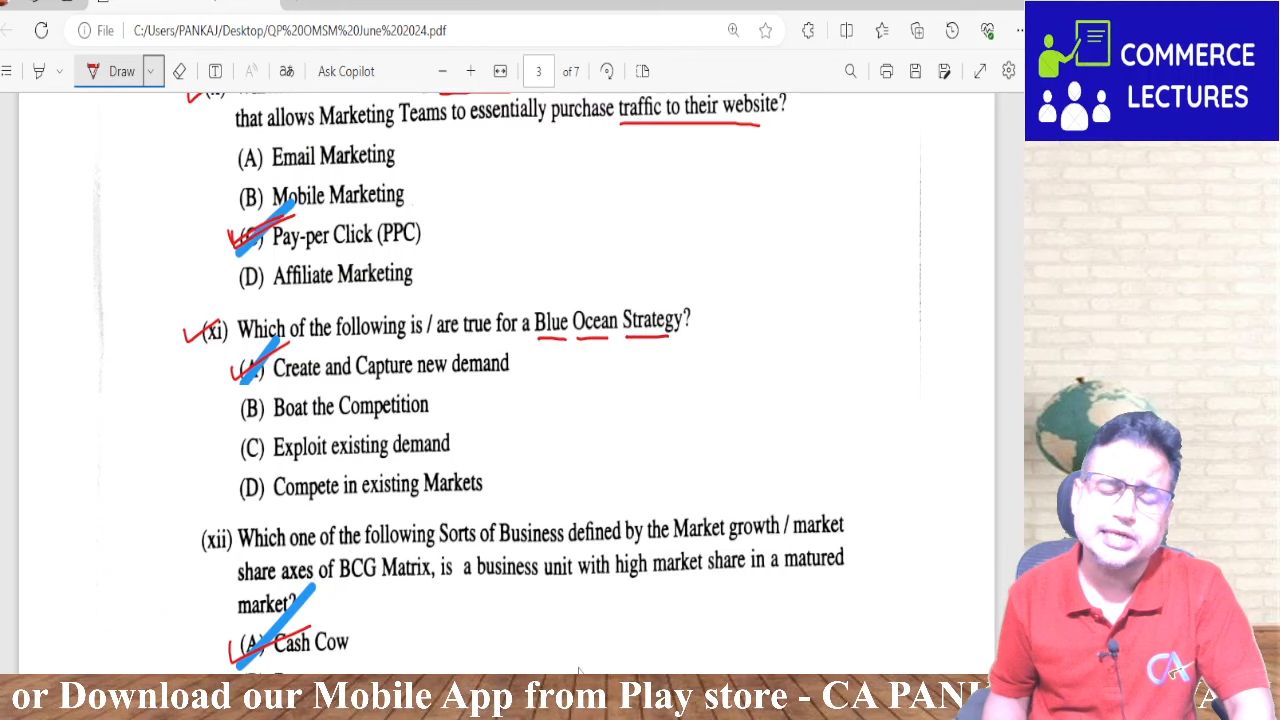 File
C:/Users/PANKAJ/Desktop/QP%20OMSM%20June%202024.pdf
Draw
Ask Copilot
3 of 7
that allows Marketing Teams to essentially purchase traffic to their website?
(A) Email Marketing
(B) Mobile Marketing
(C) Pay-per Click (PPC)
(D) Affiliate Marketing
(xi) Which of the following is / are true for a Blue Ocean Strategy?
(A) Create and Capture new demand
(B) Boat the Competition
(C) Exploit existing demand
(D) Compete in existing Markets
(xii) Which one of the following Sorts of Business defined by the Market growth / market
share axes of BCG Matrix, is a business unit with high market share in a matured
market?
(A) Cash Cow
COMMERCE
LECTURES
CA
or Download our Mobile App from Play store - CA PAN